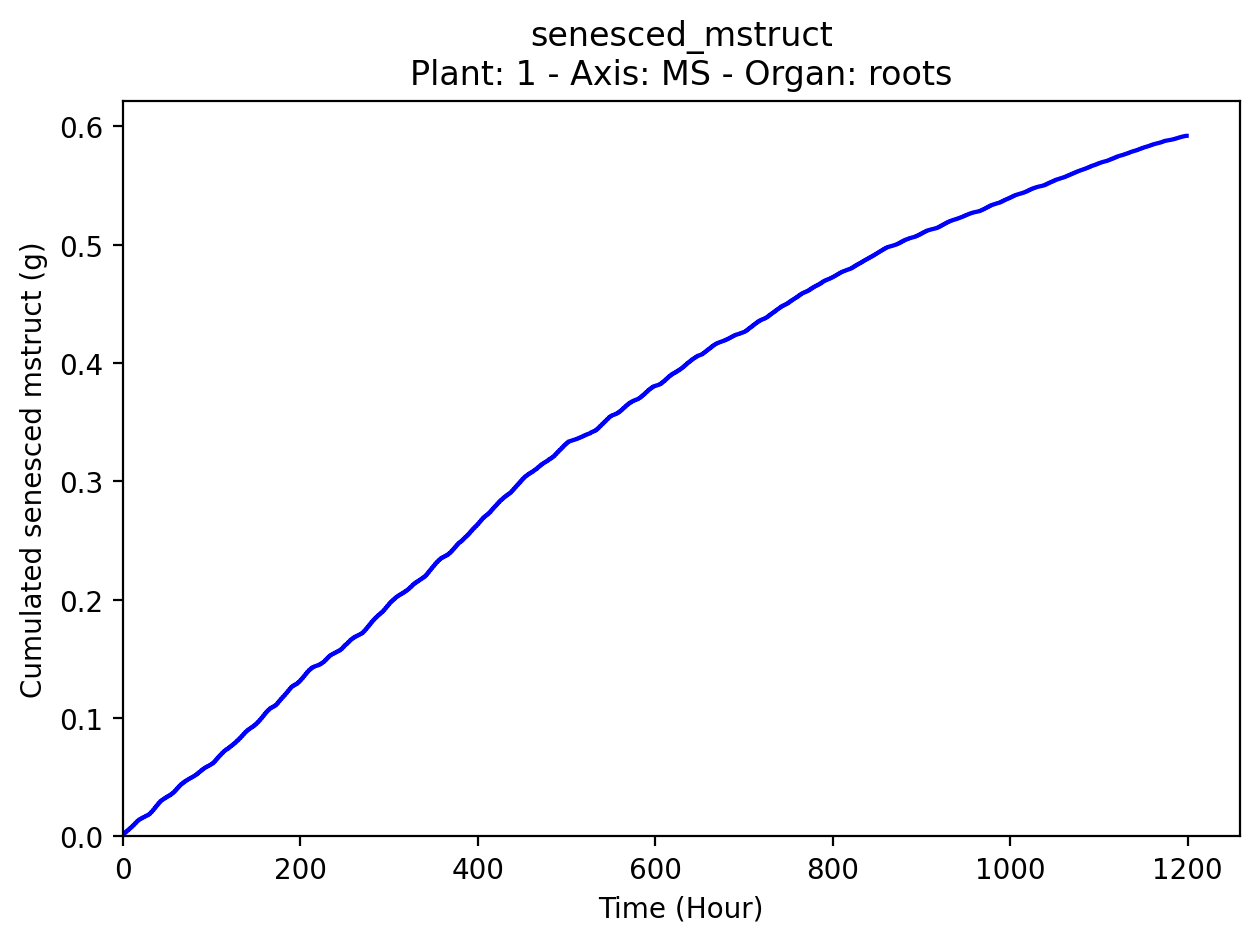 senesced_mstruct
Plant: 1 - Axis: MS - Organ: roots
Cumulated senesced mstruct (g)
0.6
0.5
0.4
0.3
0.2
0.1
0.0
0 200 400 600 800 1000 1200
Time (Hour)